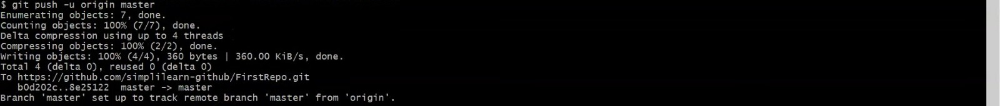 $ git push -u origin master
Enumerating objects: 7, done.
Counting objects: 100% (7/7), done.
Delta compression using up to 4 threads
Compressing objects: 100% (2/2), done.
Writing objects: 100% (4/4), 360 bytes | 360.00 KiB/s, done.
Total 4 (delta 0), reused 0 (delta 0)
To https://github.com/simplilearn-github/FirstRepo.git
   b0d202c..8e25122  master -> master
Branch 'master' set up to track remote branch 'master' from 'origin'.